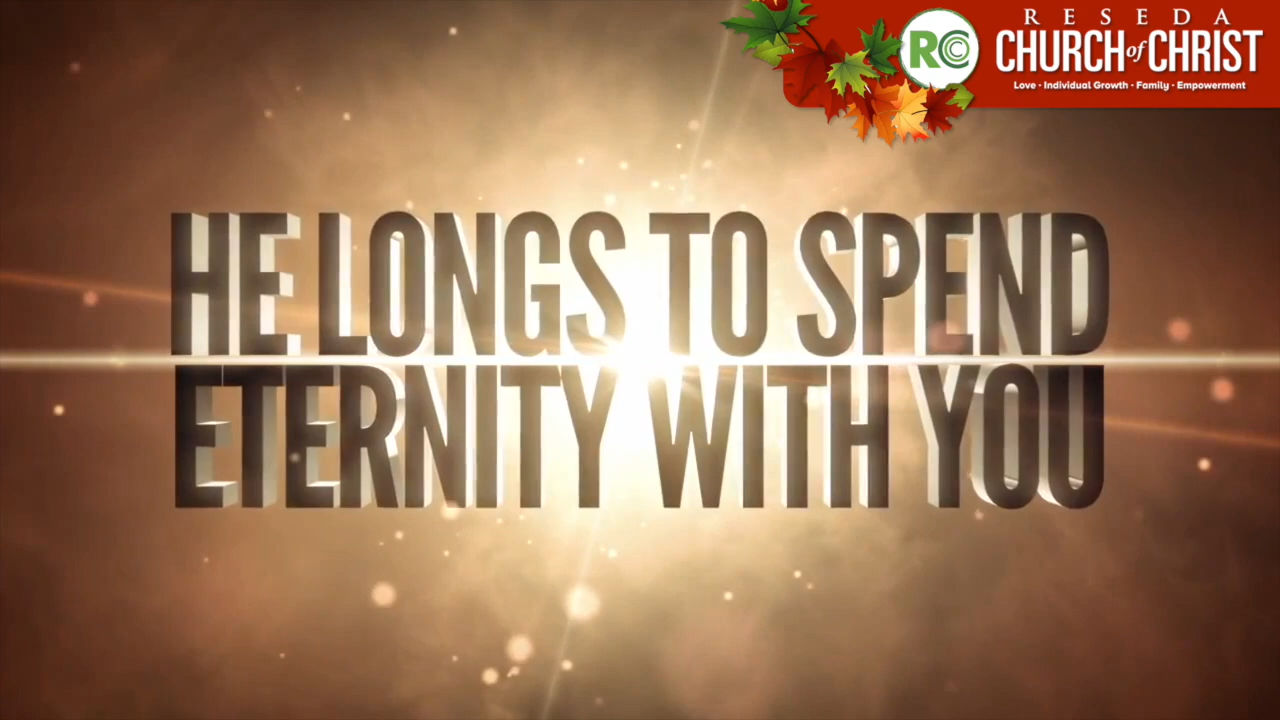 RC
RESEDA
CHURCH of CHRIST
Love · Individual Growth · Family · Empowerment
HE LONGS TO SPEND
ETERNITY WITH YOU